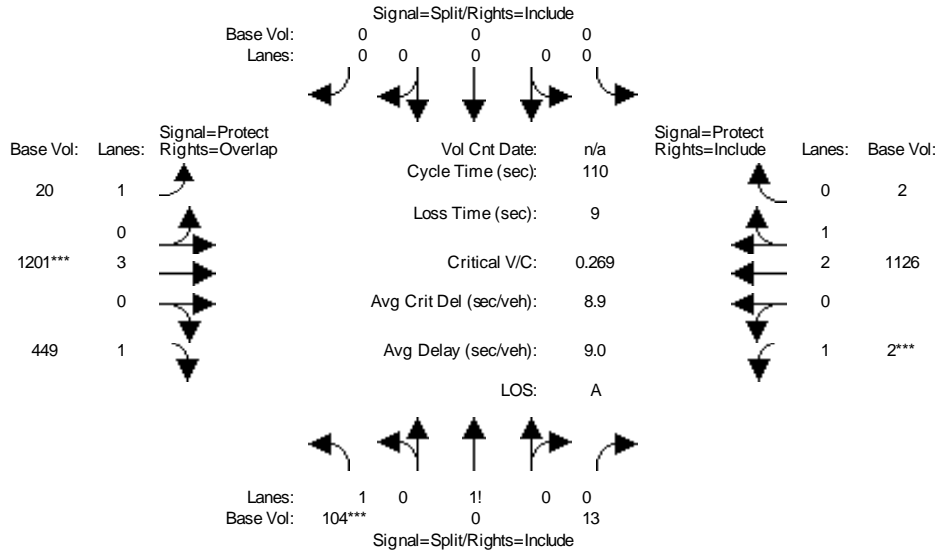 Signal=Split/Rights=Include
Base Vol: 0 0 0
Lanes: 0 0 0 0 0
Signal=Protect
Base Vol: Lanes: Rights=Overlap
Vol Cnt Date: n/a
Signal=Protect
Rights=Include Lanes: Base Vol:
Cycle Time (sec): 110
20 1
0 2
Loss Time (sec): 9
0
1
1201*** 3
Critical V/C: 0.269
2 1126
0
Avg Crit Del (sec/veh): 8.9
0
449 1
Avg Delay (sec/veh): 9.0
1 2***
LOS: A
Lanes: 1 0 1! 0 0
Base Vol: 104*** 0 13
Signal=Split/Rights=Include